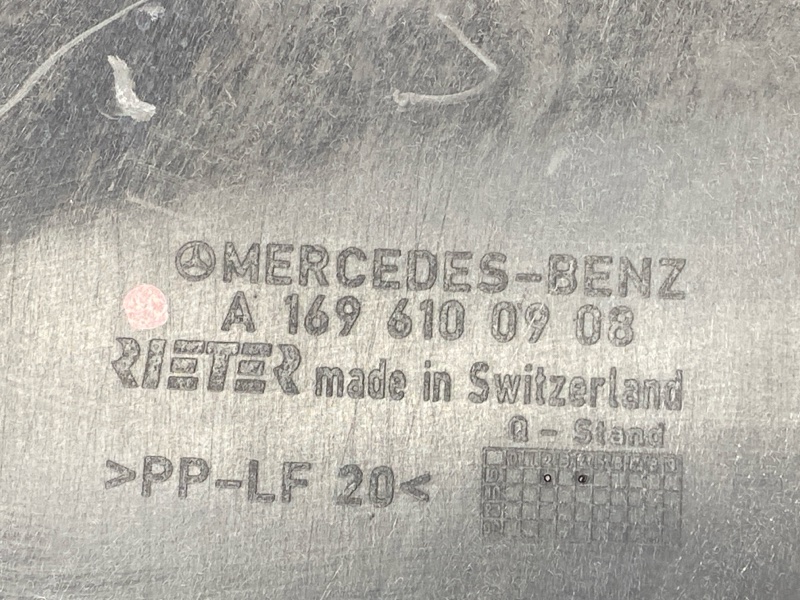 MERCEDES-BENZ
A 169 610 09 08
RIETER made in Switzerland
Q - Stand
>PP-LF 20<